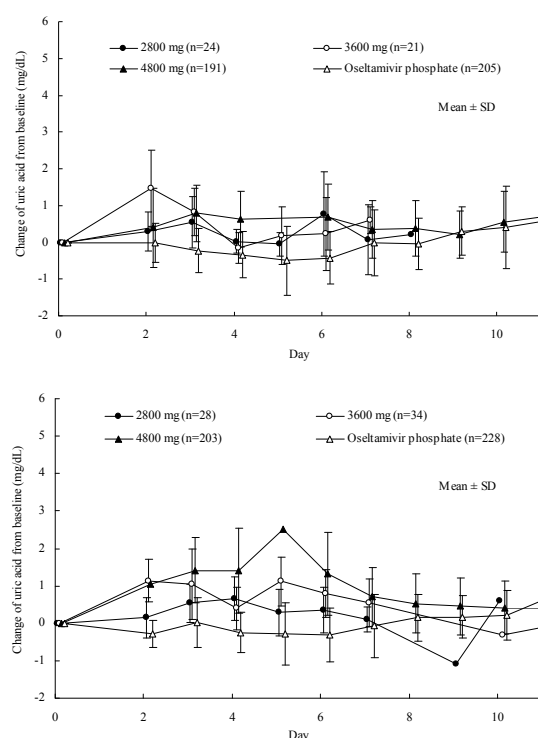 Change of uric acid from baseline (mg/dL)
6
5
4
3
2
1
0
-1
-2
2800 mg (n=24)
3600 mg (n=21)
4800 mg (n=191)
Oseltamivir phosphate (n=205)
Mean ± SD
0 2 4 6 8 10
Day
Change of uric acid from baseline (mg/dL)
6
5
4
3
2
1
0
-1
-2
2800 mg (n=28)
3600 mg (n=34)
4800 mg (n=203)
Oseltamivir phosphate (n=228)
Mean ± SD
0 2 4 6 8 10
Day